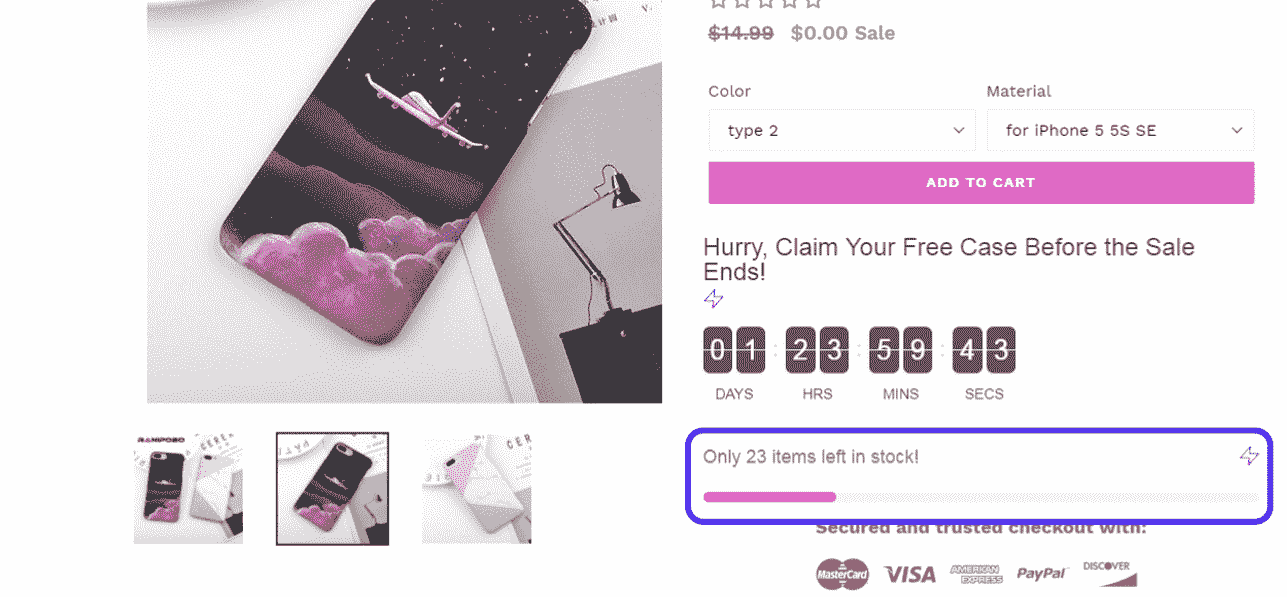 $14.99 $0.00 Sale
Color
Material
type 2
for iPhone 5 5S SE
ADD TO CART
Hurry, Claim Your Free Case Before the Sale
Ends!
01 : 23 : 59 : 43
DAYS HRS MINS SECS
Only 23 items left in stock!
Secured and trusted checkout with:
MasterCard VISA AMERICAN EXPRESS PayPal DISCOVER